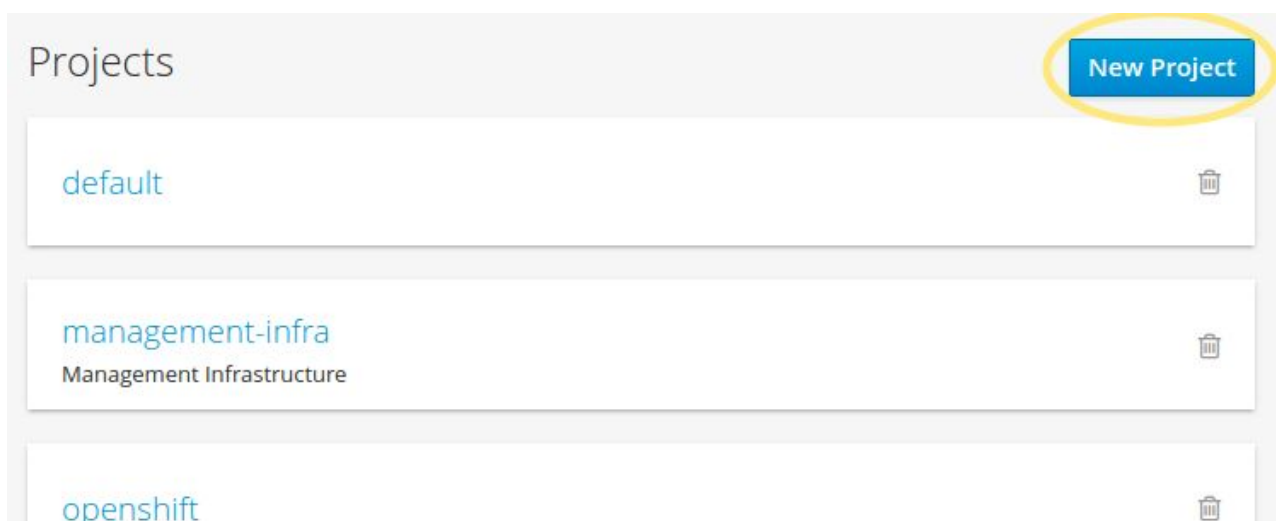 Projects
New Project
default
management-infra
Management Infrastructure
openshift